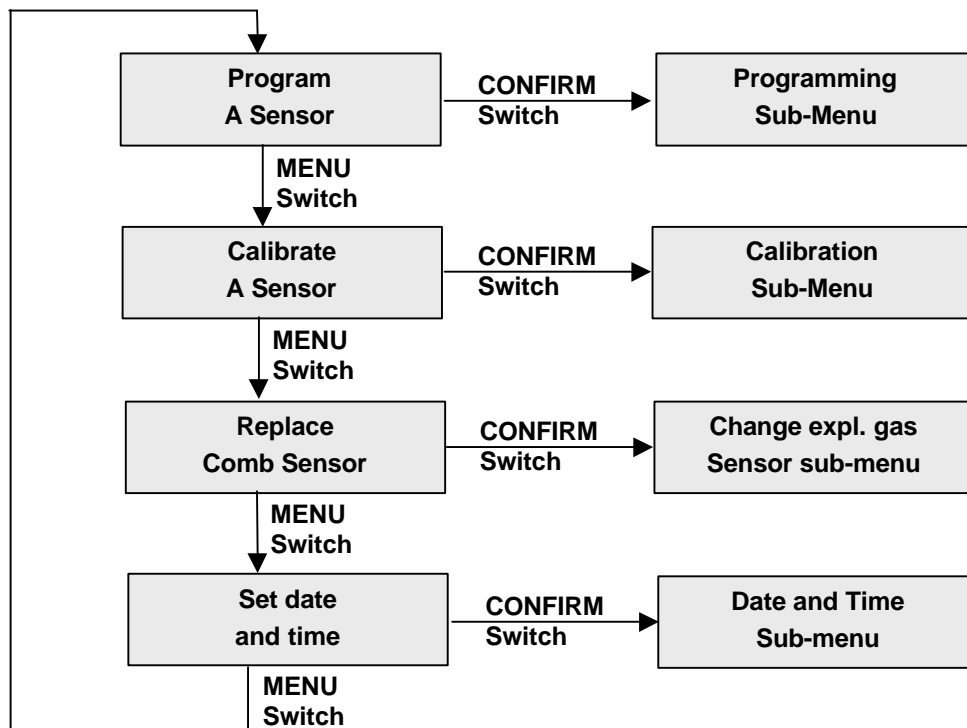 Program
A Sensor
CONFIRM
Switch
Programming
Sub-Menu
MENU
Switch
Calibrate
A Sensor
CONFIRM
Switch
Calibration
Sub-Menu
MENU
Switch
Replace
Comb Sensor
CONFIRM
Switch
Change expl. gas
Sensor sub-menu
MENU
Switch
Set date
and time
CONFIRM
Switch
Date and Time
Sub-menu
MENU
Switch